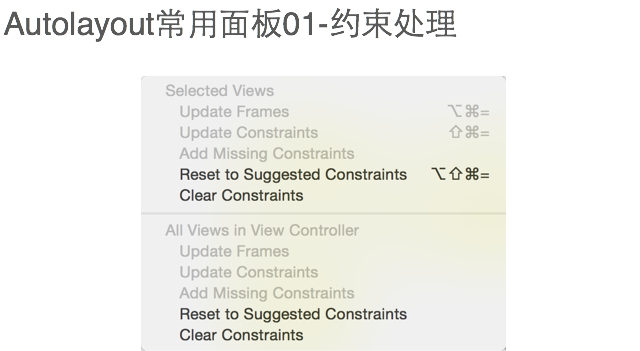 Autolayout常用面板01-约束处理
Selected Views
Update Frames ⌥⌘=
Update Constraints ⇧⌘=
Add Missing Constraints
Reset to Suggested Constraints ⌥⇧⌘=
Clear Constraints
All Views in View Controller
Update Frames
Update Constraints
Add Missing Constraints
Reset to Suggested Constraints
Clear Constraints